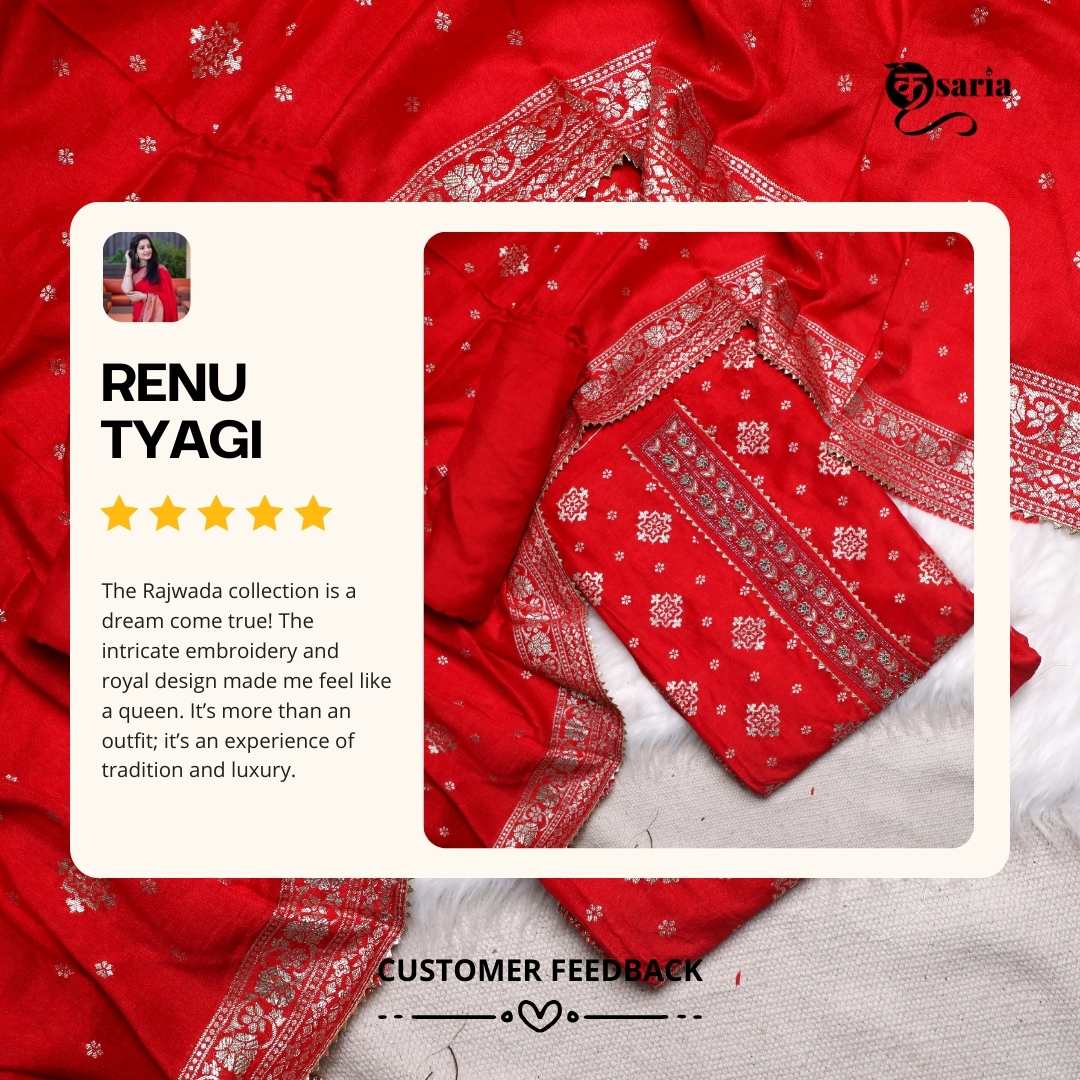 कsaria
RENU
TYAGI
The Rajwada collection is a
dream come true! The
intricate embroidery and
royal design made me feel like
a queen. It’s more than an
outfit; it’s an experience of
tradition and luxury.
CUSTOMER FEEDBACK